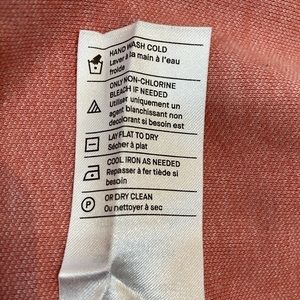 HAND WASH COLD
Laver à la main à l'eau
froide
ONLY NON-CHLORINE
BLEACH IF NEEDED
Utiliser uniquement un
agent blanchissant non
decolorant si besoin est
LAY FLAT TO DRY
Sécher à plat
COOL IRON AS NEEDED
Repasser à fer tiède si
besoin
P
OR DRY CLEAN
Ou nettoyer à sec